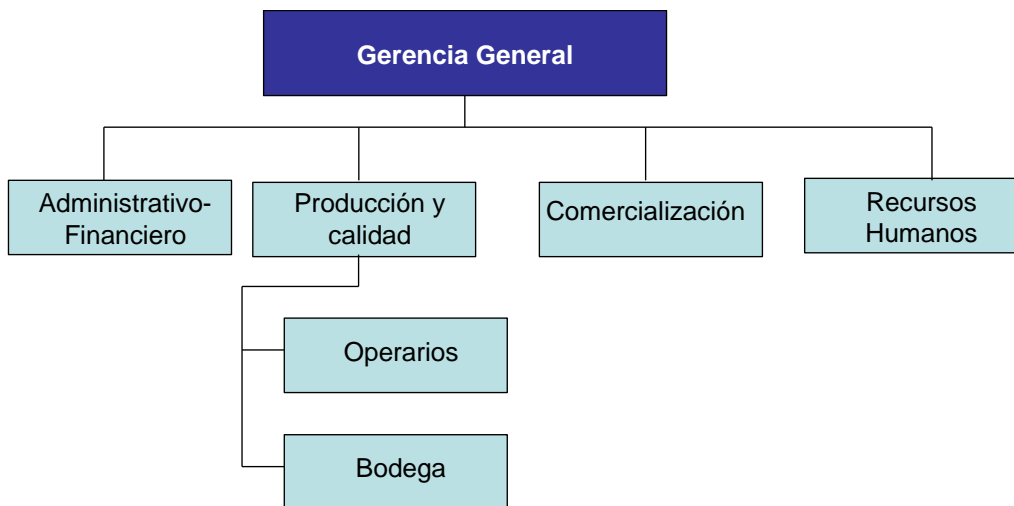 Gerencia General
Administrativo-
Financiero
Producción y
calidad
Comercialización
Recursos
Humanos
Operarios
Bodega